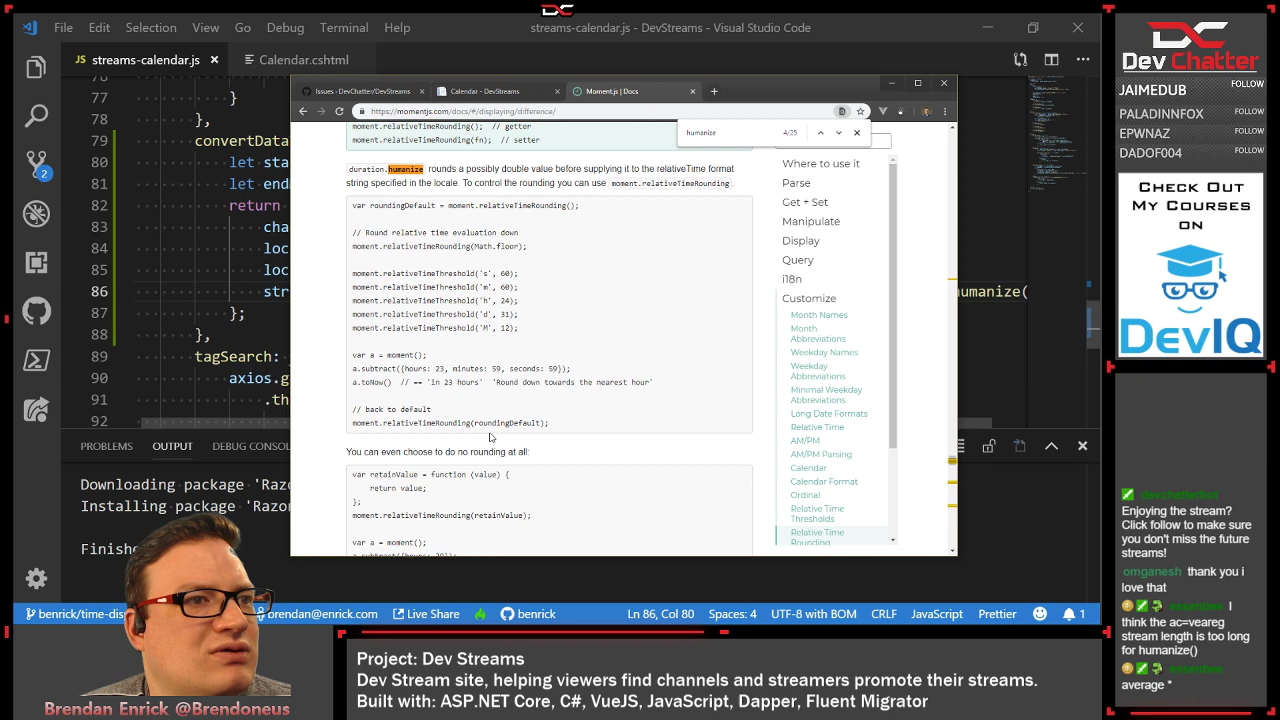 File Edit Selection View Go Debug Terminal Help
streams-calendar.js - DevStreams - Visual Studio Code
streams-calendar.js
Calendar.cshtml
77 }
78 },
79 convertData
80 let sta
81 let end
82 return
83 cha
84 loc
85 loc
86 str
humanize(
87 };
88 },
89 tagSearch:
90 axios.g
91 .th
92
2
PROBLEMS OUTPUT DEBUG CONSOL
Downloading package 'Razo
Installing package 'Razor
Finishe
Issues · DevChatter/DevStreams
Calendar - DevStreams
Moment.js | Docs
https://momentjs.com/docs/#/displaying/difference/
humanize 4/25
moment.relativeTimeRounding(); // getter
moment.relativeTimeRounding(fn); // setter
duration.humanize rounds a possibly double value before supplying it to the relativeTime format
string specified in the locale. To control the rounding you can use moment.relativeTimeRounding.
var roundingDefault = moment.relativeTimeRounding();
// Round relative time evaluation down
moment.relativeTimeRounding(Math.floor);
moment.relativeTimeThreshold('s', 60);
moment.relativeTimeThreshold('m', 60);
moment.relativeTimeThreshold('h', 24);
moment.relativeTimeThreshold('d', 31);
moment.relativeTimeThreshold('M', 12);
var a = moment();
a.subtract({hours: 23, minutes: 59, seconds: 59});
a.toNow() // == 'in 23 hours' 'Round down towards the nearest hour'
// back to default
moment.relativeTimeRounding(roundingDefault);
You can even choose to do no rounding at all:
var retainValue = function (value) {
return value;
};
moment.relativeTimeRounding(retainValue);
var a = moment();
Where to use it
Parse
Get + Set
Manipulate
Display
Query
i18n
Customize
Month Names
Month
Abbreviations
Weekday Names
Weekday
Abbreviations
Minimal Weekday
Abbreviations
Long Date Formats
Relative Time
AM/PM
AM/PM Parsing
Calendar
Calendar Format
Ordinal
Relative Time
Thresholds
Relative Time
Rounding
benrick/time-dis
brendan@enrick.com
Live Share
benrick
Ln 86, Col 80
Spaces: 4
UTF-8 with BOM
CRLF
JavaScript
Prettier
1
Brendan Enrick @Brendoneus
Project: Dev Streams
Dev Stream site, helping viewers find channels and streamers promote their streams.
Built with: ASP.NET Core, C#, VueJS, JavaScript, Dapper, Fluent Migrator
DC
DC
Dev Chatter
JAIMEDUB FOLLOW
PALADINNFOX FOLLOW
EPWNAZ FOLLOW
DADOF004 FOLLOW
CHECK OUT
MY COURSES
ON
DevIQ
devchatterbot
Enjoying the stream?
Click follow to make sure
you don't miss the future
streams!
omganesh thank you i
love that
essenbee I
think the ac=veareg
stream length is too long
for humanize()
essenbee
average *